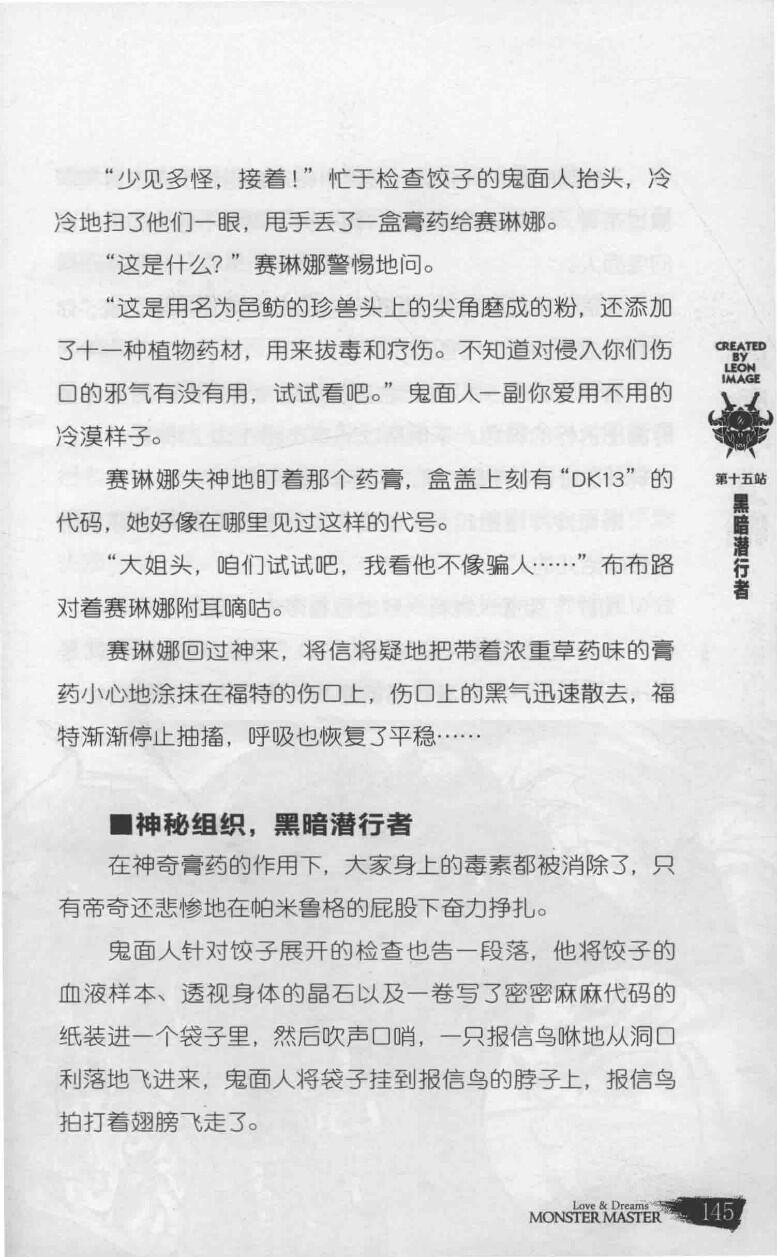 “少见多怪，接着！”忙于检查饺子的鬼面人抬头，冷
冷地扫了他们一眼，甩手丢了一盒膏药给赛琳娜。
“这是什么？”赛琳娜警惕地问。
“这是用名为邑鲂的珍兽头上的尖角磨成的粉，还添加
了十一种植物药材，用来拔毒和疗伤。不知道对侵入你们伤
口的邪气有没有用，试试看吧。”鬼面人一副你爱用不用的
冷漠样子。
赛琳娜失神地盯着那个药膏，盒盖上刻有“DK13”的
代码，她好像在哪里见过这样的代号。
“大姐头，咱们试试吧，我看他不像骗人……”布布路
对着赛琳娜附耳嘀咕。
赛琳娜回过神来，将信将疑地把带着浓重草药味的膏
药小心地涂抹在福特的伤口上，伤口上的黑气迅速散去，福
特渐渐停止抽搐，呼吸也恢复了平稳……
■神秘组织，黑暗潜行者
在神奇膏药的作用下，大家身上的毒素都被消除了，只
有帝奇还悲惨地在帕米鲁格的屁股下奋力挣扎。
鬼面人针对饺子展开的检查也告一段落，他将饺子的
血液样本、透视身体的晶石以及一卷写了密密麻麻代码的
纸装进一个袋子里，然后吹声口哨，一只报信鸟咻地从洞口
利落地飞进来，鬼面人将袋子挂到报信鸟的脖子上，报信鸟
拍打着翅膀飞走了。
CREATED
BY
LEON
IMAGE
第十五站
黑暗潜行者
Love & Dreams
MONSTER MASTER
145